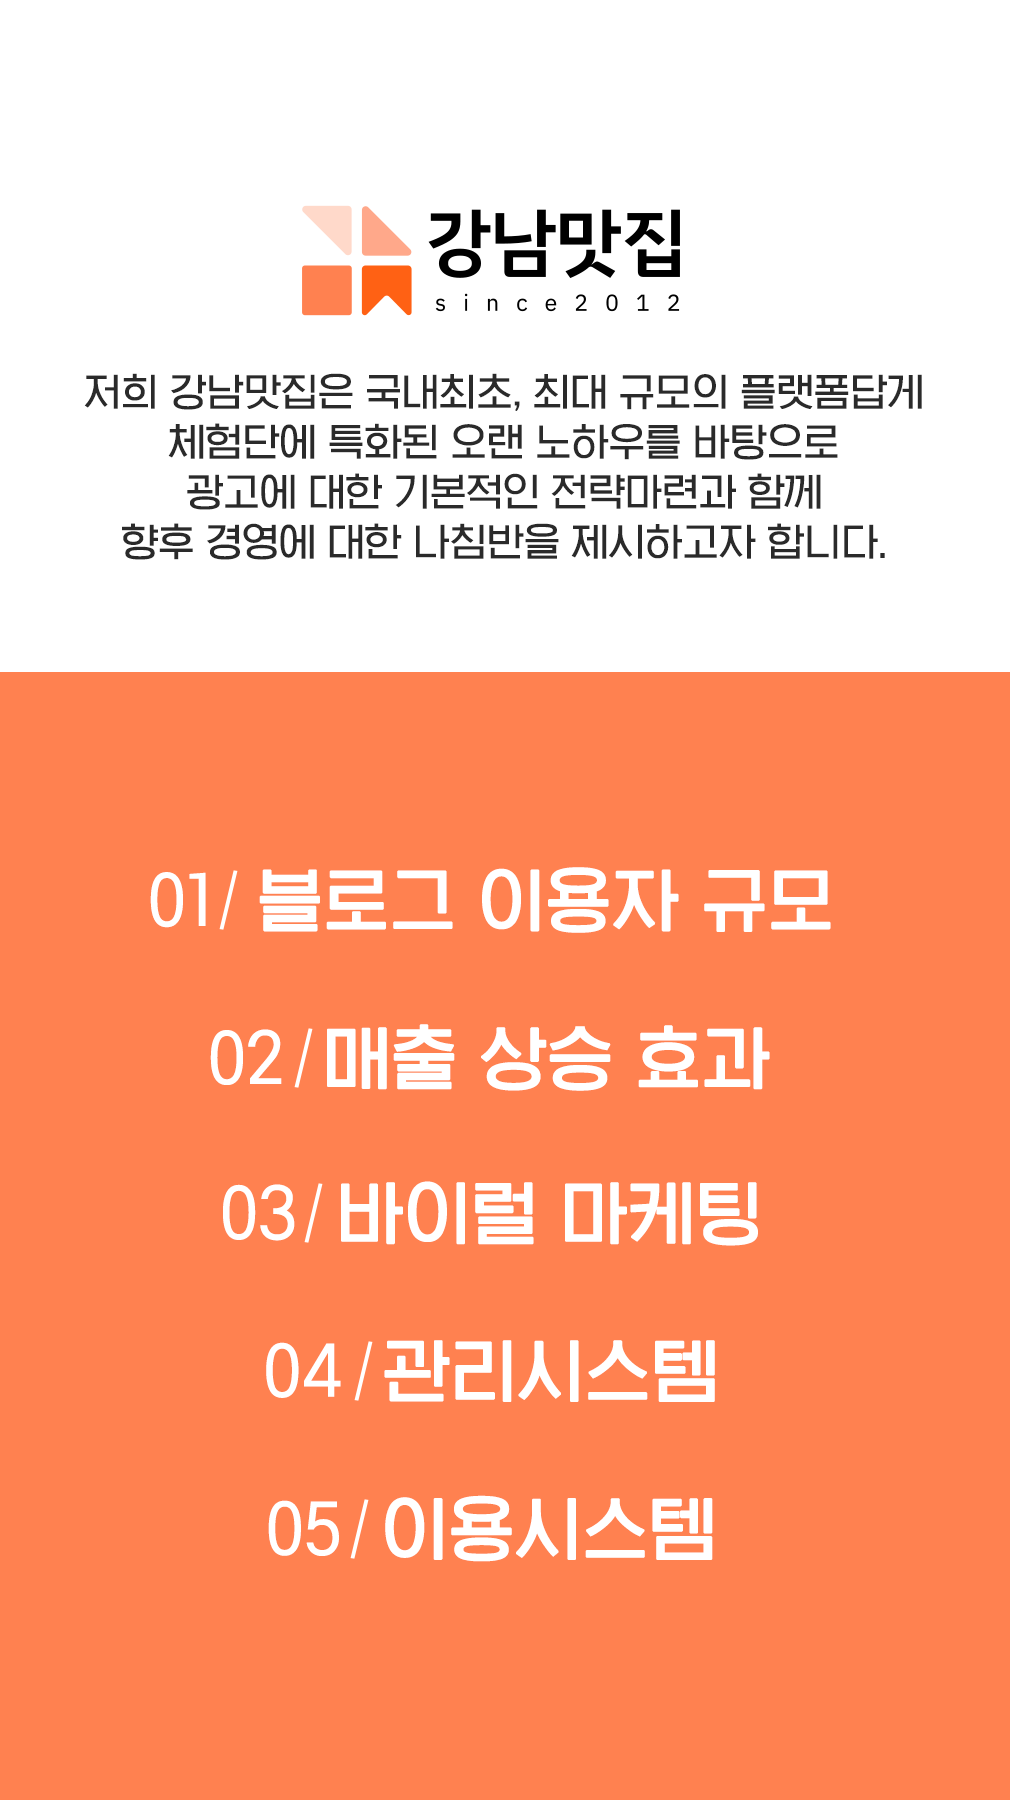 강남맛집
since2012
저희 강남맛집은 국내최초, 최대 규모의 플랫폼답게
체험단에 특화된 오랜 노하우를 바탕으로
광고에 대한 기본적인 전략마련과 함께
향후 경영에 대한 나침반을 제시하고자 합니다.
01/ 블로그 이용자 규모
02/ 매출 상승 효과
03/ 바이럴 마케팅
04/ 관리시스템
05/ 이용시스템